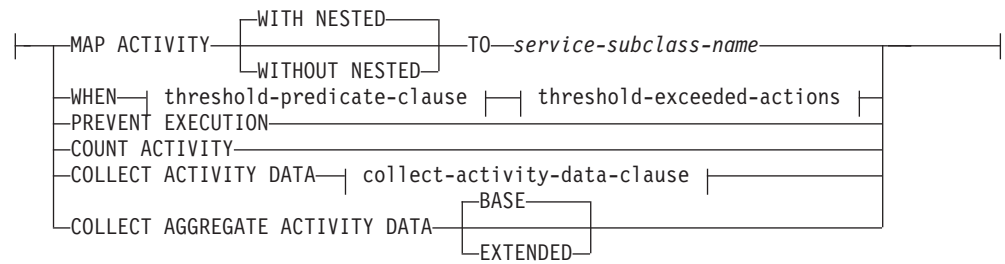 WITH NESTED
MAP ACTIVITY TO service-subclass-name
WITHOUT NESTED
WHEN threshold-predicate-clause threshold-exceeded-actions
PREVENT EXECUTION
COUNT ACTIVITY
COLLECT ACTIVITY DATA collect-activity-data-clause
BASE
COLLECT AGGREGATE ACTIVITY DATA
EXTENDED